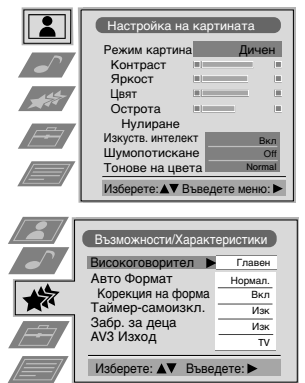 Настройка на картината
Режим картина Дичен
Контраст
Яркост
Цвят
Острота
Нулиране
Изкуств. интелект Вкл
Шумопотискане Off
Тонове на цвета Normal
Изберете: ▲▼ Въведете меню: ▶
Възможности/Характеристики
Високоговорител ▶ Главен
Авто Формат Нормал.
Корекция на форма Вкл
Таймер-самоизкл. Изк
Забр. за деца Изк
AV3 Изход TV
Изберете: ▲▼ Въведете: ▶